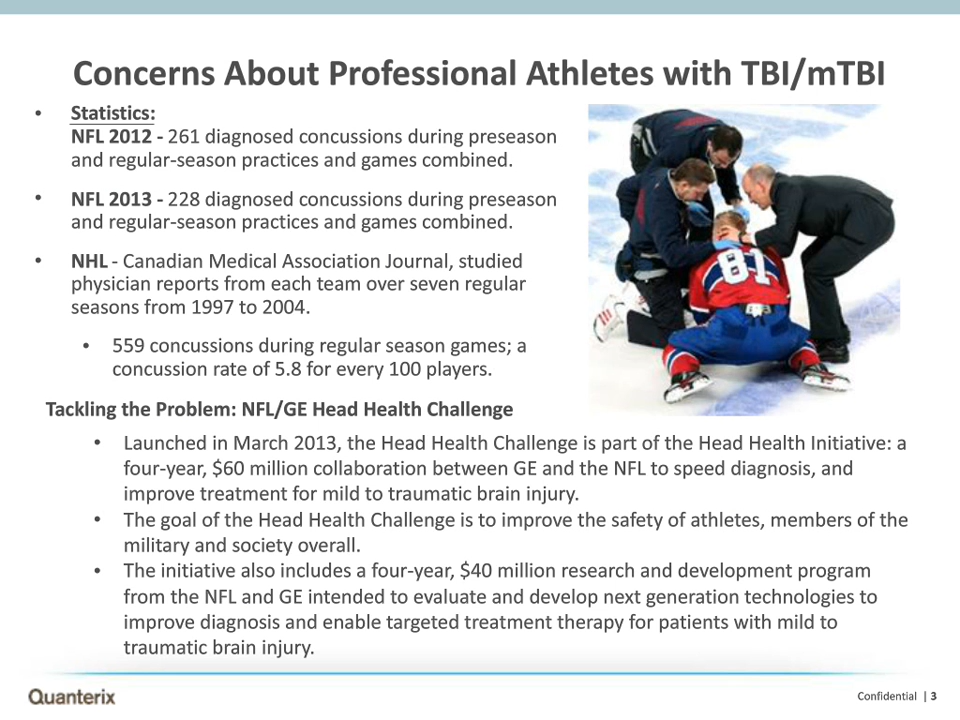 Concerns About Professional Athletes with TBI/mTBI
• Statistics:
NFL 2012 - 261 diagnosed concussions during preseason
and regular-season practices and games combined.
• NFL 2013 - 228 diagnosed concussions during preseason
and regular-season practices and games combined.
• NHL - Canadian Medical Association Journal, studied
physician reports from each team over seven regular
seasons from 1997 to 2004.
• 559 concussions during regular season games; a
concussion rate of 5.8 for every 100 players.
81
Tackling the Problem: NFL/GE Head Health Challenge
• Launched in March 2013, the Head Health Challenge is part of the Head Health Initiative: a
four-year, $60 million collaboration between GE and the NFL to speed diagnosis, and
improve treatment for mild to traumatic brain injury.
• The goal of the Head Health Challenge is to improve the safety of athletes, members of the
military and society overall.
• The initiative also includes a four-year, $40 million research and development program
from the NFL and GE intended to evaluate and develop next generation technologies to
improve diagnosis and enable targeted treatment therapy for patients with mild to
traumatic brain injury.
Quanterix
Confidential | 3